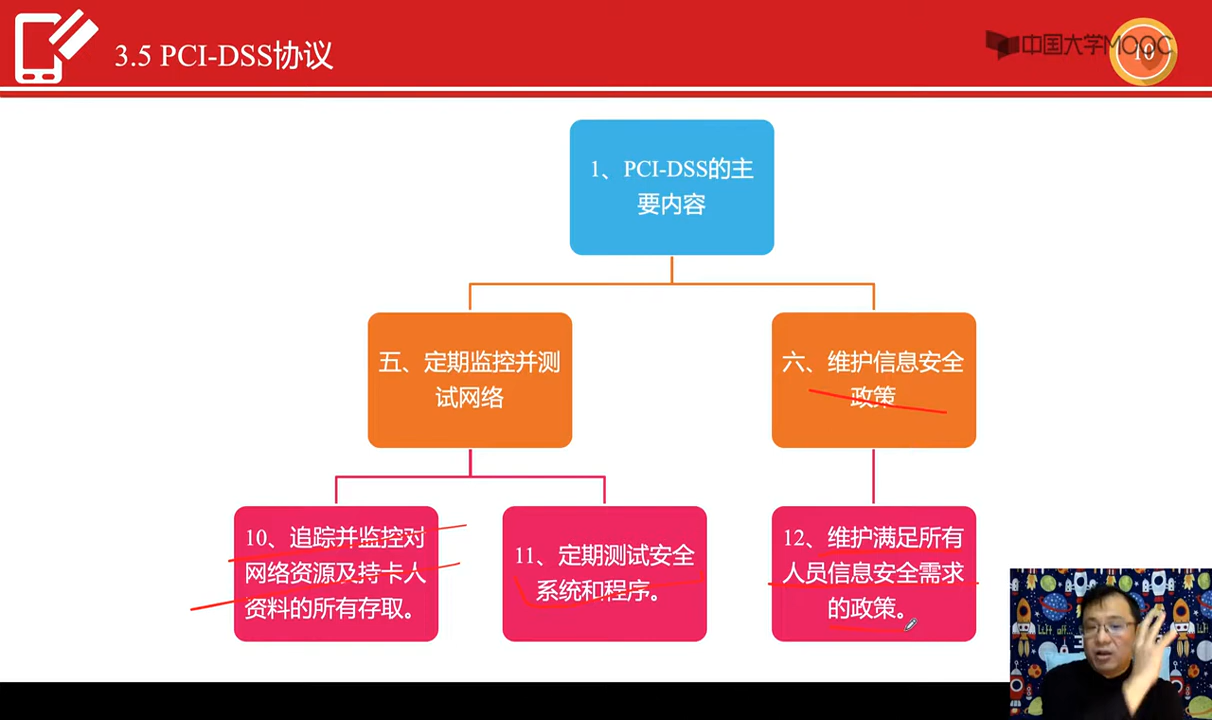 3.5 PCI-DSS协议
中国大学MOOC
10
1、PCI-DSS的主
要内容
五、定期监控并测
试网络
六、维护信息安全
政策
10、追踪并监控对
网络资源及持卡人
资料的所有存取。
11、定期测试安全
系统和程序。
12、维护满足所有
人员信息安全需求
的政策。